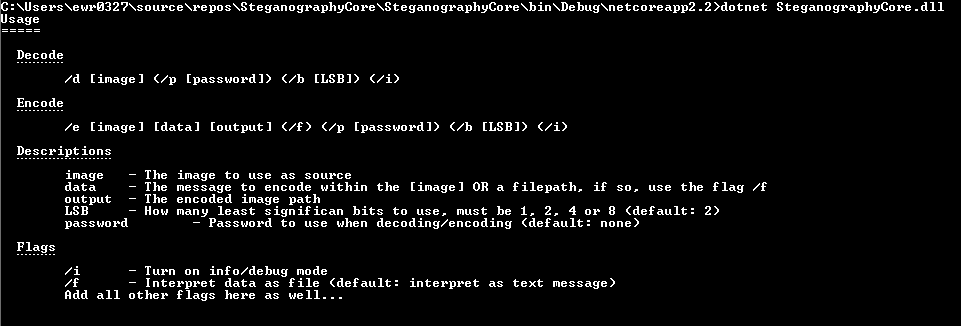 C:\Users\ewr0327\source\repos\SteganographyCore\SteganographyCore\bin\Debug\netcoreapp2.2>dotnet SteganographyCore.dll
Usage
=====
Decode
/d [image] (/p [password]) (/b [LSB]) (/i)
Encode
/e [image] [data] [output] (/f) (/p [password]) (/b [LSB]) (/i)
Descriptions
image - The image to use as source
data - The message to encode within the [image] OR a filepath, if so, use the flag /f
output - The encoded image path
LSB - How many least significan bits to use, must be 1, 2, 4 or 8 (default: 2)
password - Password to use when decoding/encoding (default: none)
Flags
/i - Turn on info/debug mode
/f - Interpret data as file (default: interpret as text message)
Add all other flags here as well...